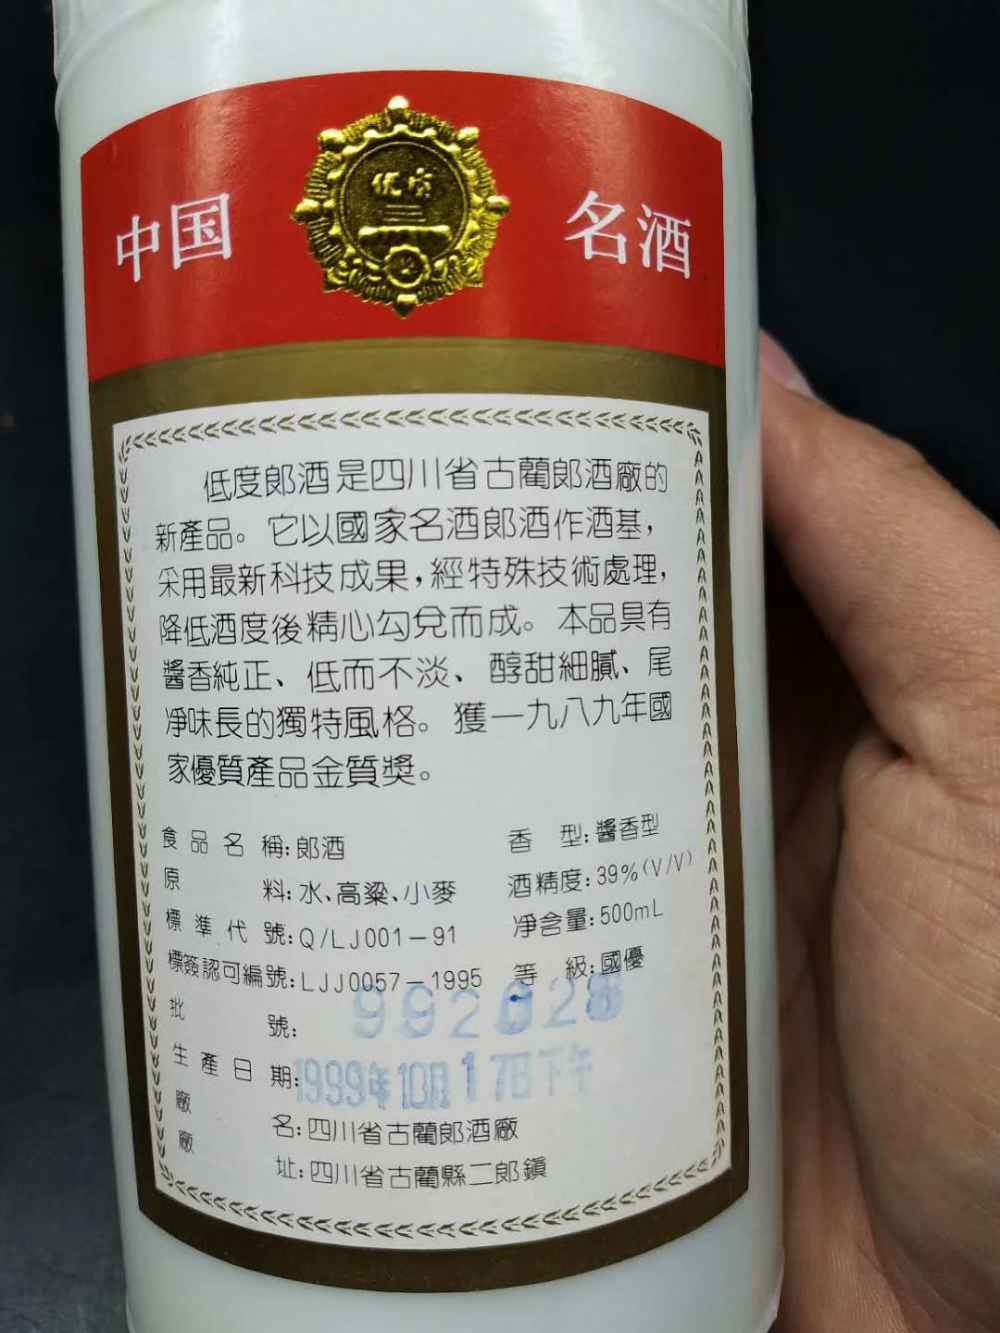 中国
优质
名酒
低度郎酒是四川省古藺郎酒廠的
新產品。它以國家名酒郎酒作酒基，
采用最新科技成果，經特殊技術處理，
降低酒度後精心勾兌而成。本品具有
醬香純正、低而不淡、醇甜細膩、尾
凈味長的獨特風格。獲一九八九年國
家優質產品金質獎。
食品名稱：郎酒 香型：醬香型
原料：水、高粱、小麥 酒精度：39%(V/V)
標準代號：Q/LJ001－91 凈含量：500mL
標簽認可編號：LJJ0057－1995 等級：國優
批號：
生產日期：1999年10月17日下午
廠名：四川省古藺郎酒廠
廠址：四川省古藺縣二郎鎮